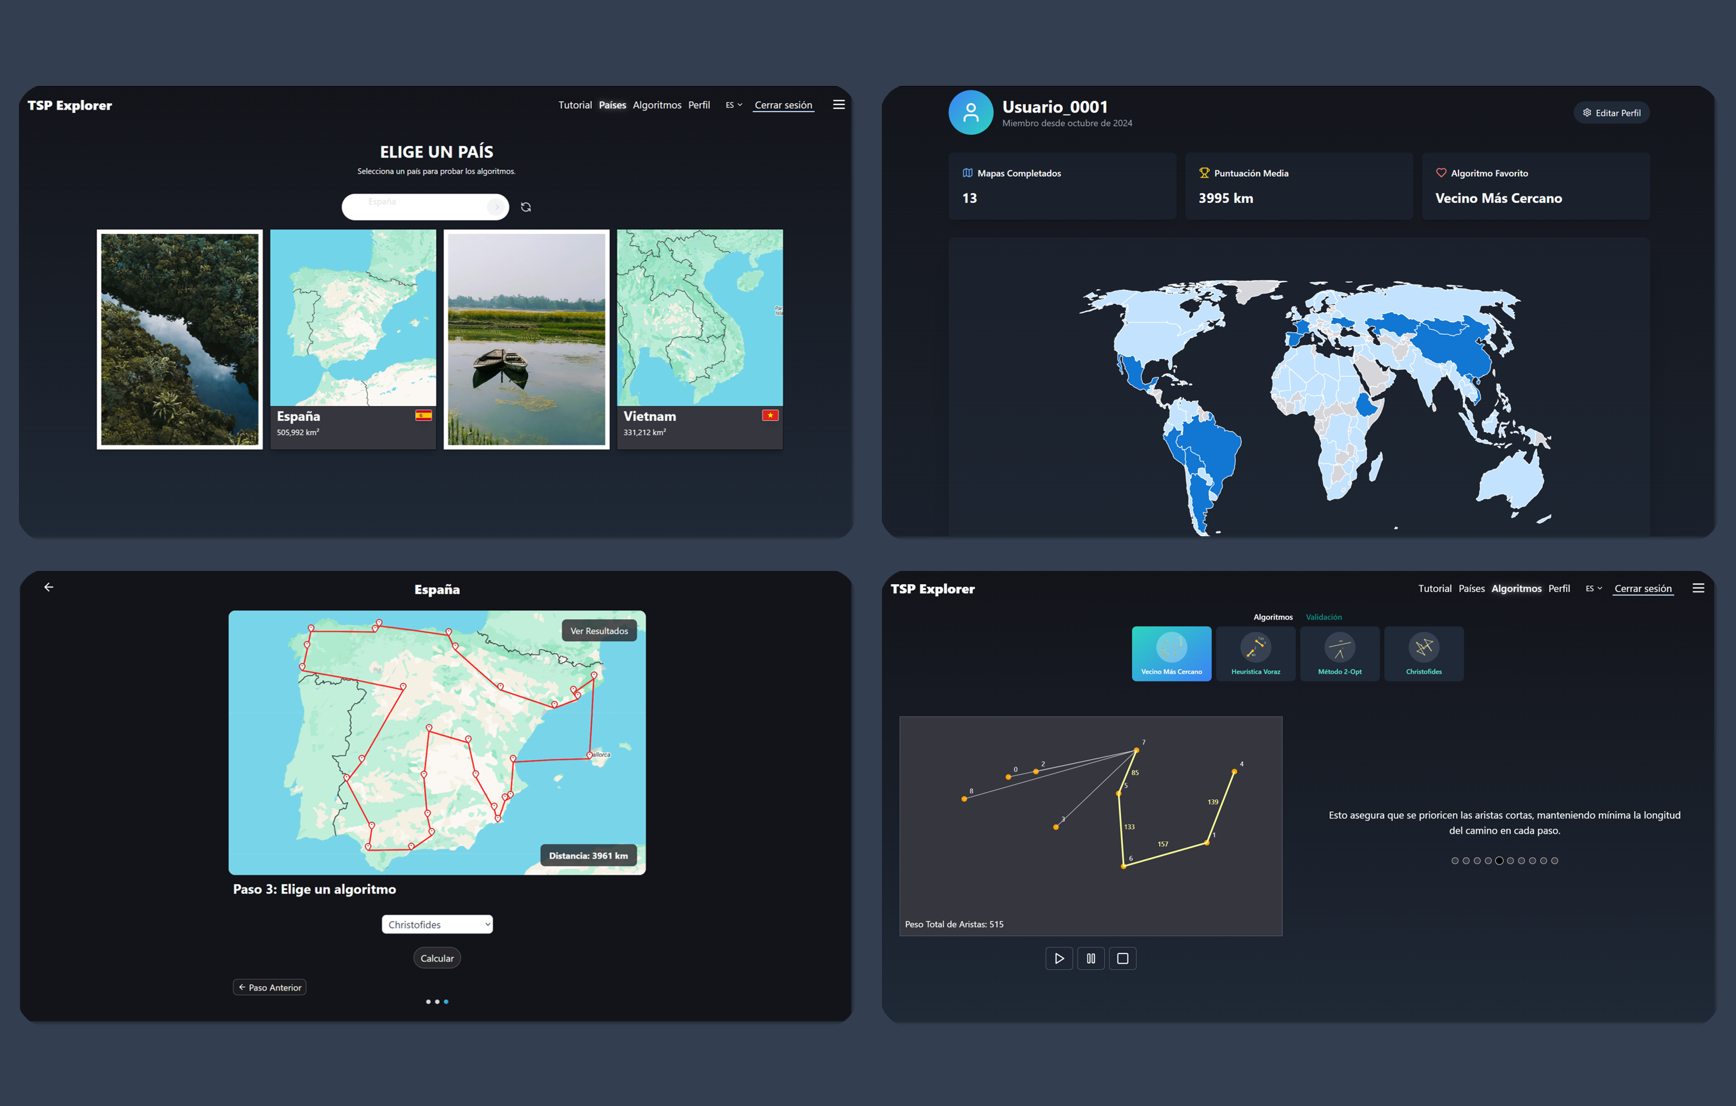 TSP Explorer
Tutorial Países Algoritmos Perfil ES Cerrar sesión
ELIGE UN PAÍS
Selecciona un país para probar los algoritmos.
España
España
505,992 km²
Vietnam
331,212 km²
Usuario_0001
Miembro desde octubre de 2024
Editar Perfil
Mapas Completados
13
Puntuación Media
3995 km
Algoritmo Favorito
Vecino Más Cercano
España
Ver Resultados
Distancia: 3961 km
Paso 3: Elige un algoritmo
Christofides
Calcular
Paso Anterior
TSP Explorer
Tutorial Países Algoritmos Perfil ES Cerrar sesión
Algoritmos Validación
Vecino Más Cercano
Heurística Voraz
Método 2-Opt
Christofides
7
4
2
0
85
5
8
139
3
133
1
157
6
Peso Total de Aristas: 515
Esto asegura que se prioricen las aristas cortas, manteniendo mínima la longitud
del camino en cada paso.